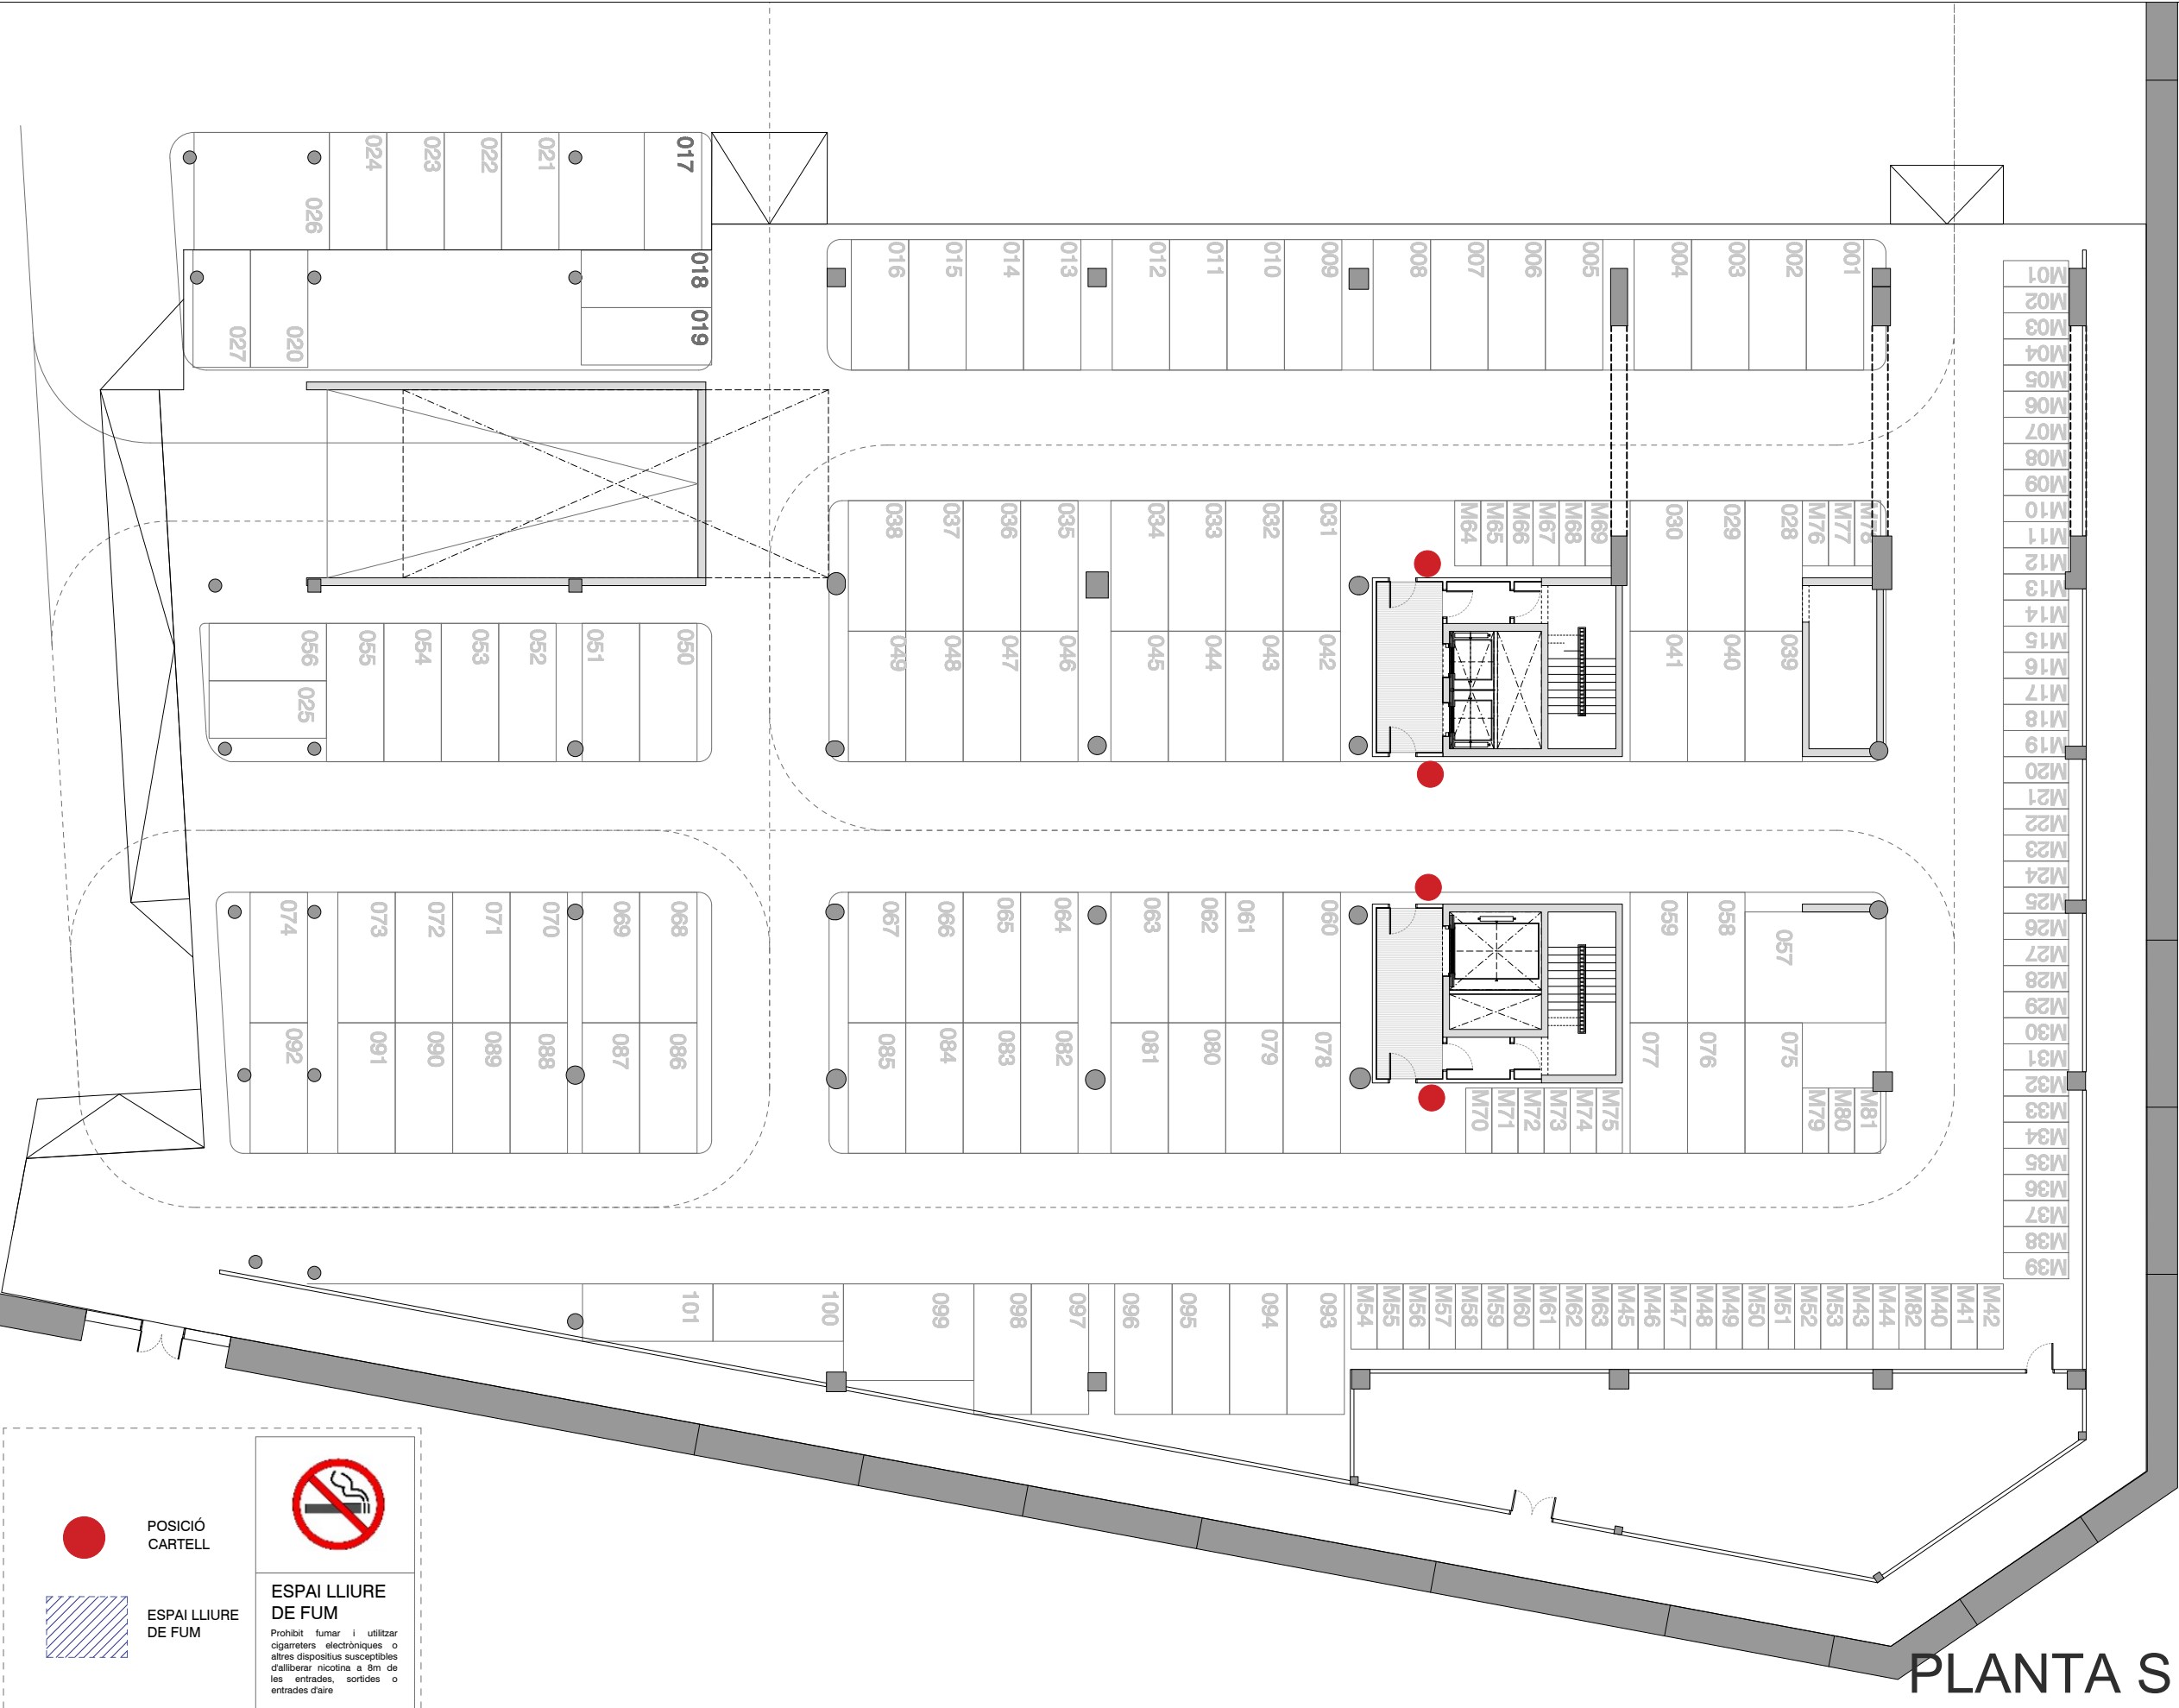 024
023
022
021
017
026
018
019
027
020
016
015
014
013
012
011
010
009
008
007
006
005
004
003
002
001
M01
M02
M03
M04
M05
M06
M07
M08
M09
M10
M11
M12
M13
M14
M15
M16
M17
M18
M19
M20
M21
M22
M23
M24
M25
M26
M27
M28
M29
M30
M31
M32
M33
M34
M35
M36
M37
M38
M39
038
037
036
035
034
033
032
031
M64
M65
M66
M67
M68
M69
030
029
028
M76
M77
M78
056
055
054
053
052
051
050
025
049
048
047
046
045
044
043
042
041
040
039
074
073
072
071
070
069
068
067
066
065
064
063
062
061
060
059
058
057
092
091
090
089
088
087
086
085
084
083
082
081
080
079
078
077
076
075
M70
M71
M72
M73
M74
M75
M79
M80
M81
101
100
099
098
097
096
095
094
093
M54
M55
M56
M57
M58
M59
M60
M61
M62
M63
M45
M46
M47
M48
M49
M50
M51
M52
M53
M43
M44
M82
M40
M41
M42
POSICIÓ
CARTELL
ESPAI LLIURE
DE FUM
ESPAI LLIURE
DE FUM
Prohibit fumar i utilitzar
cigarreters electròniques o
altres dispositius susceptibles
d'alliberar nicotina a 8m de
les entrades, sortides o
entrades d'aire
PLANTA S